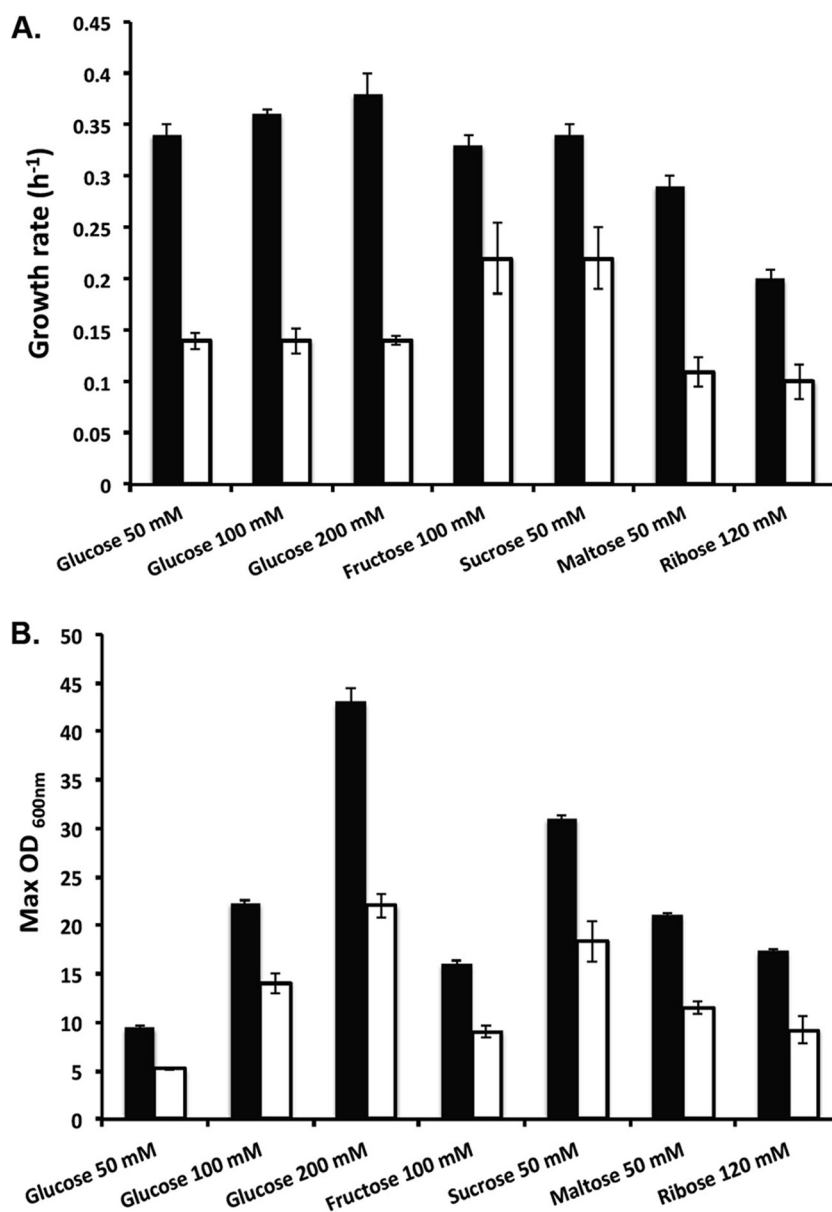 A.
Growth rate (h-1)
0.45
0.4
0.35
0.3
0.25
0.2
0.15
0.1
0.05
0
Glucose 50 mM
Glucose 100 mM
Glucose 200 mM
Fructose 100 mM
Sucrose 50 mM
Maltose 50 mM
Ribose 120 mM
B.
Max OD 600nm
50
45
40
35
30
25
20
15
10
5
0
Glucose 50 mM
Glucose 100 mM
Glucose 200 mM
Fructose 100 mM
Sucrose 50 mM
Maltose 50 mM
Ribose 120 mM